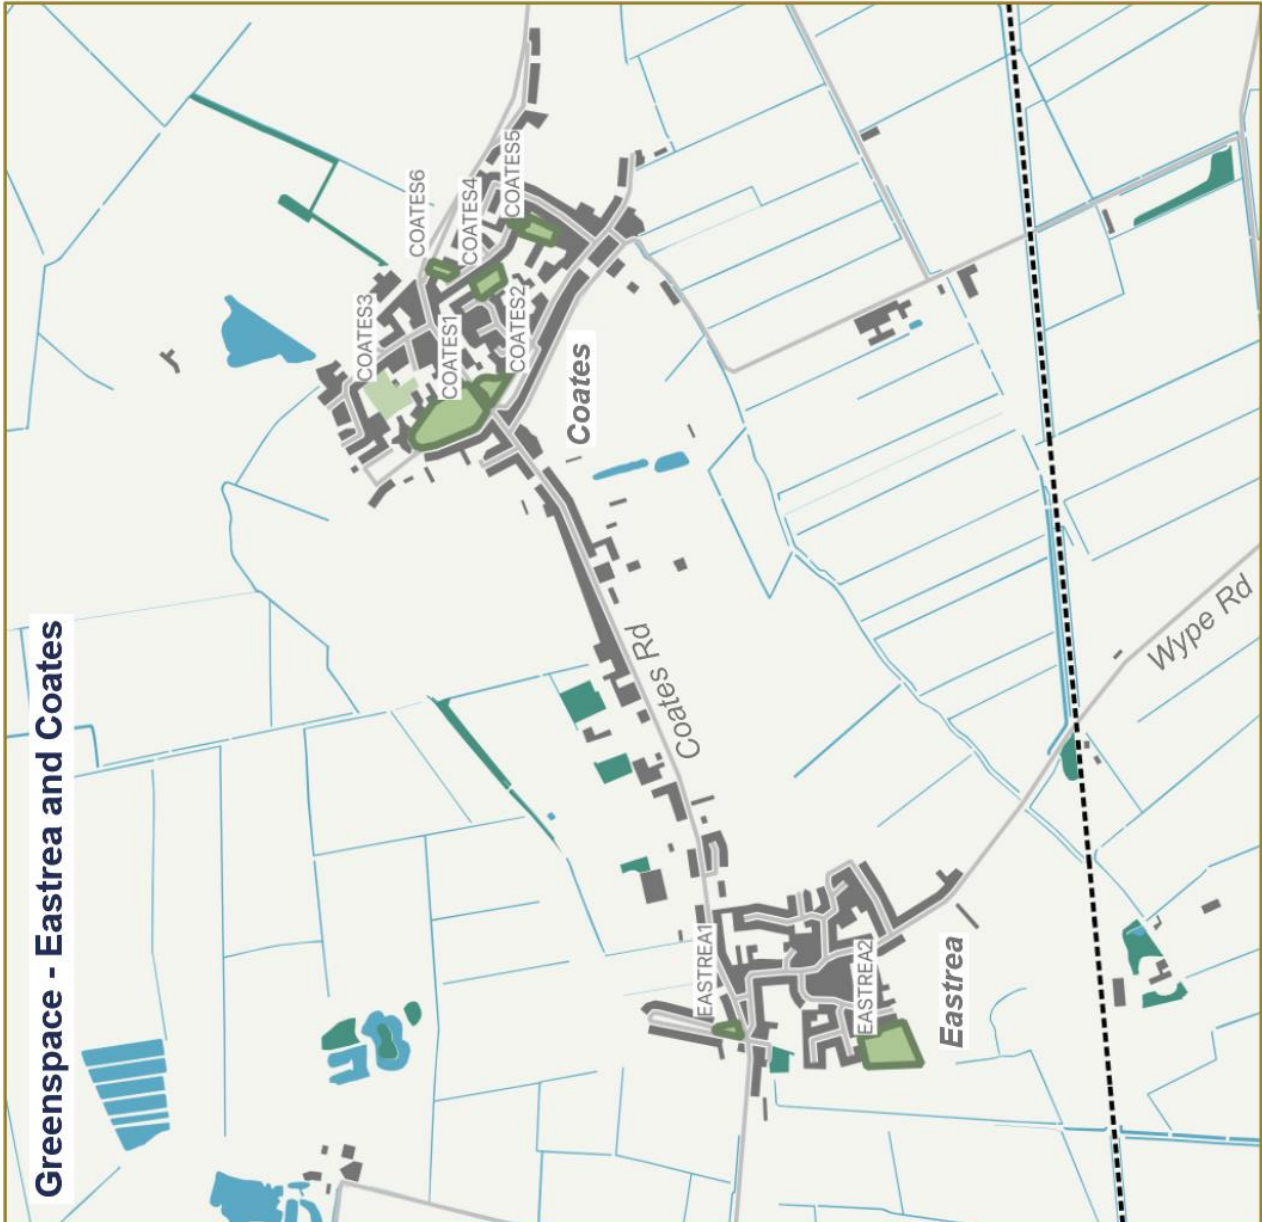 Greenspace - Eastrea and Coates
COATES6
COATES4
COATES5
COATES3
COATES1
COATES2
Coates
Coates Rd
Wype Rd
EASTREA1
EASTREA2
Eastrea